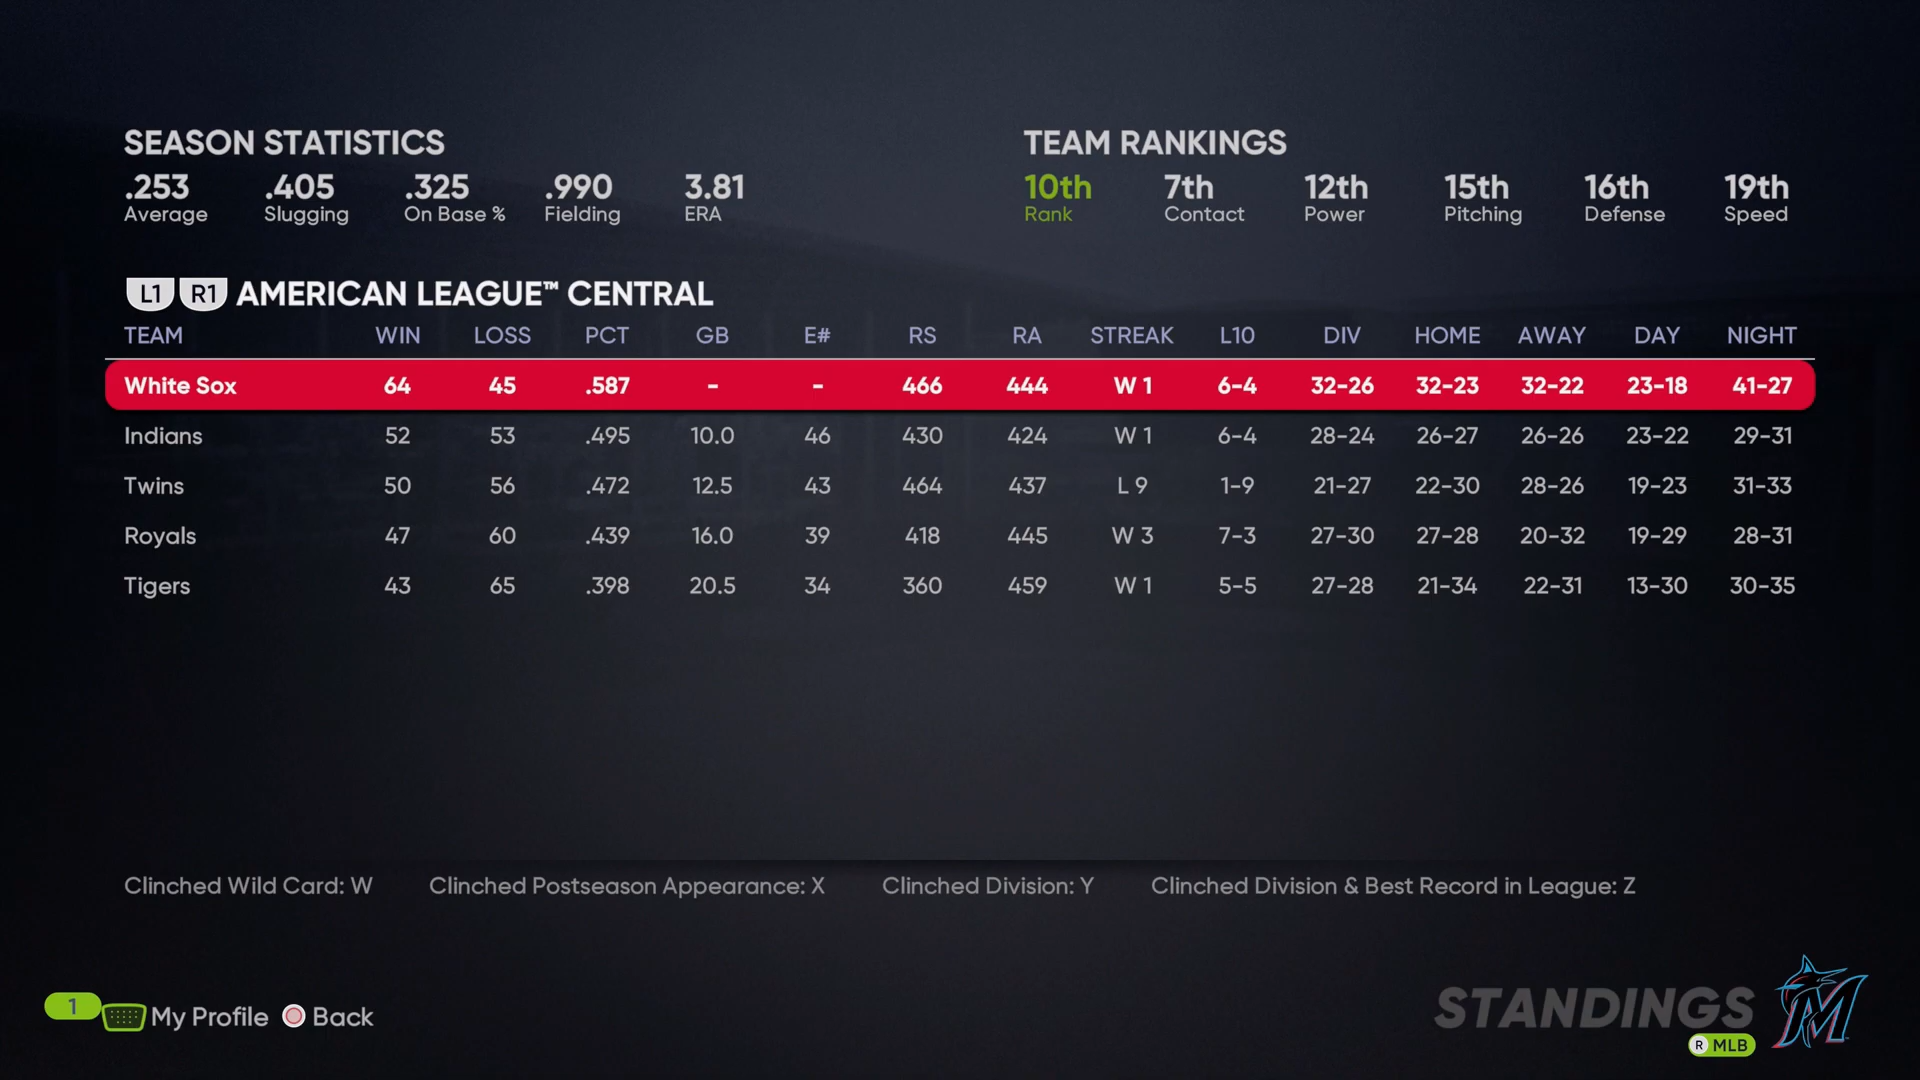 SEASON STATISTICS
.253 .405 .325 .990 3.81
Average Slugging On Base % Fielding ERA
TEAM RANKINGS
10th 7th 12th 15th 16th 19th
Rank Contact Power Pitching Defense Speed
L1 R1 AMERICAN LEAGUE™ CENTRAL
TEAM WIN LOSS PCT GB E# RS RA STREAK L10 DIV HOME AWAY DAY NIGHT
White Sox 64 45 .587 - - 466 444 W 1 6-4 32-26 32-23 32-22 23-18 41-27
Indians 52 53 .495 10.0 46 430 424 W 1 6-4 28-24 26-27 26-26 23-22 29-31
Twins 50 56 .472 12.5 43 464 437 L 9 1-9 21-27 22-30 28-26 19-23 31-33
Royals 47 60 .439 16.0 39 418 445 W 3 7-3 27-30 27-28 20-32 19-29 28-31
Tigers 43 65 .398 20.5 34 360 459 W 1 5-5 27-28 21-34 22-31 13-30 30-35
Clinched Wild Card: W Clinched Postseason Appearance: X Clinched Division: Y Clinched Division & Best Record in League: Z
1 My Profile Back
STANDINGS
R MLB
M